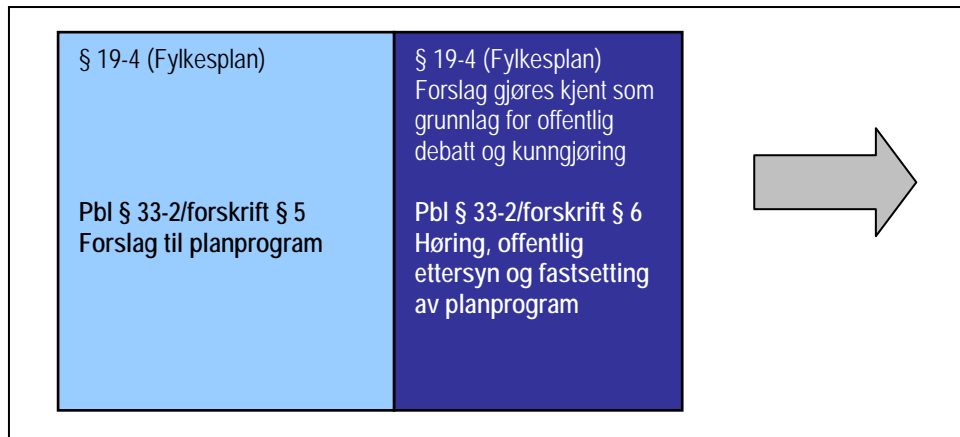 § 19-4 (Fylkesplan)
Pbl § 33-2/forskrift § 5
Forslag til planprogram
§ 19-4 (Fylkesplan)
Forslag gjøres kjent som
grunnlag for offentlig
debatt og kunngjøring
Pbl § 33-2/forskrift § 6
Høring, offentlig
ettersyn og fastsetting
av planprogram